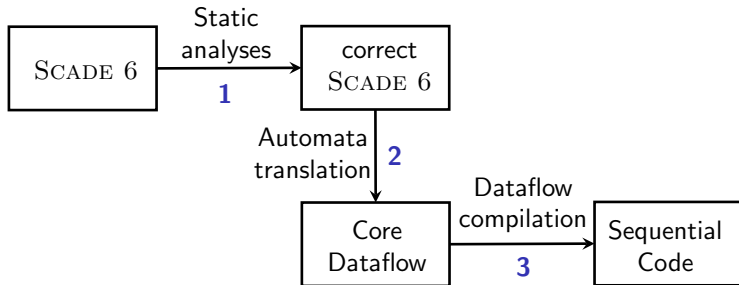 Static
analyses
SCADE 6
1
correct
SCADE 6
Automata
translation
2
Dataflow
compilation
Core
Dataflow
3
Sequential
Code